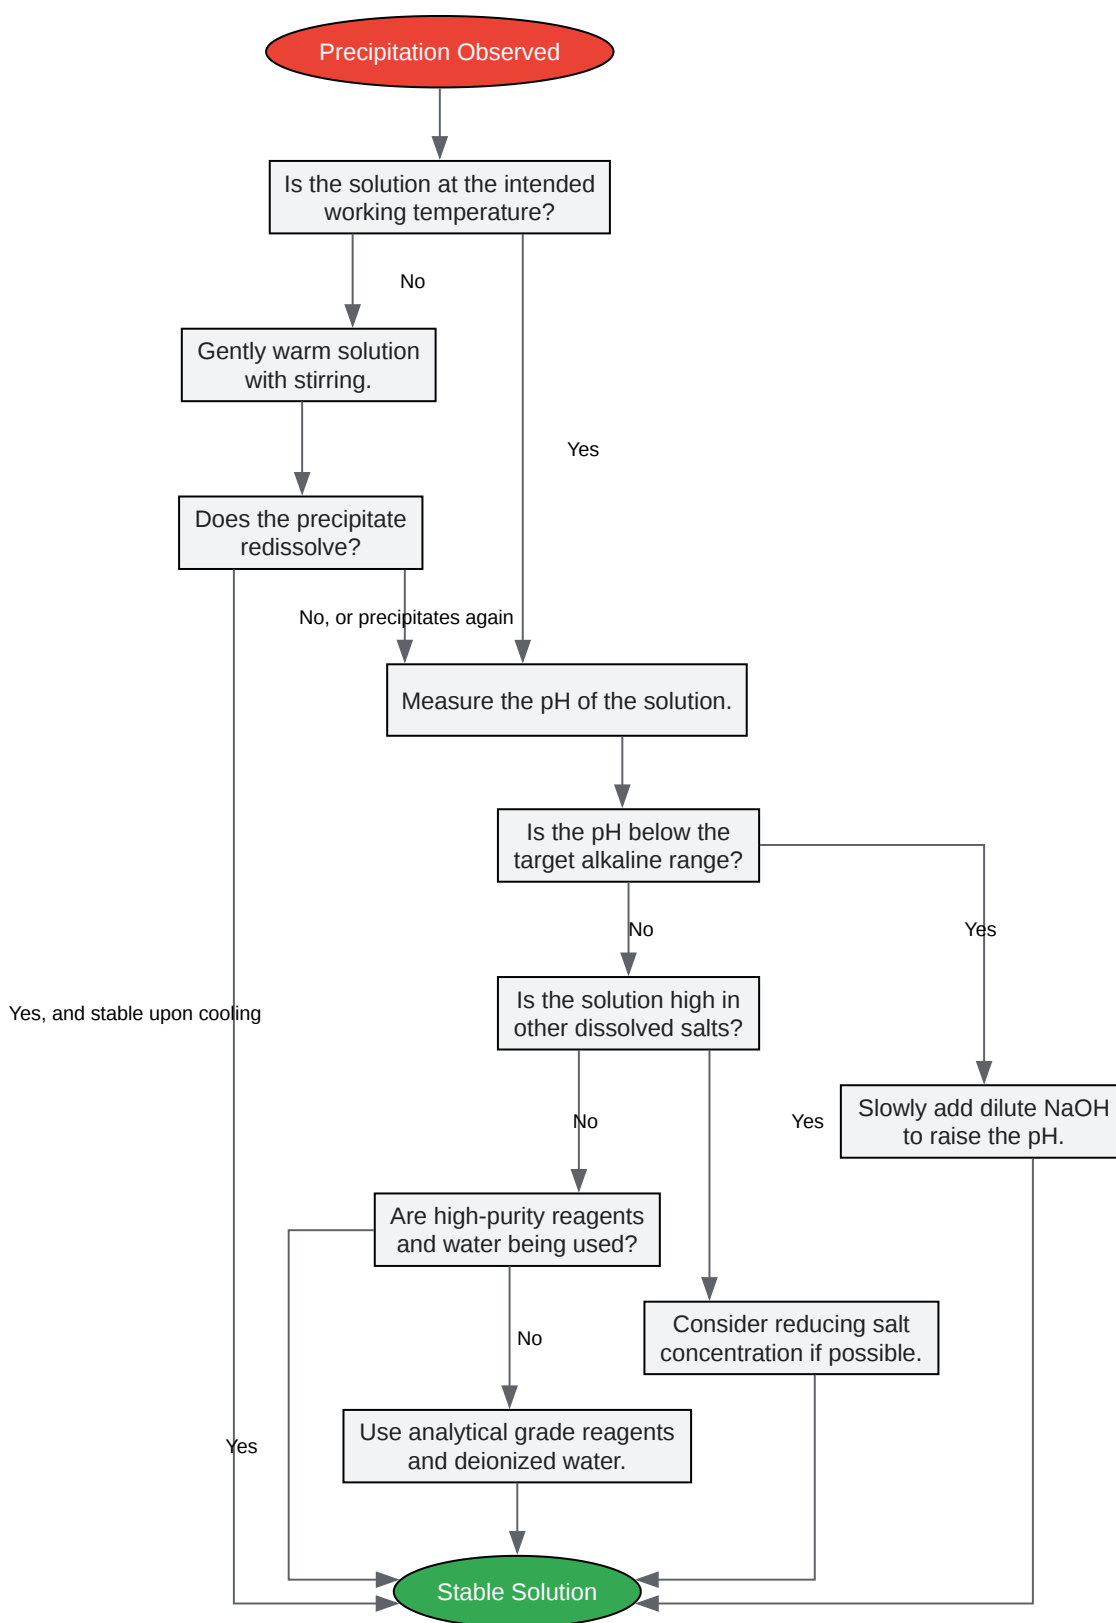 Precipitation Observed
Is the solution at the intended
working temperature?
No
Gently warm solution
with stirring.
Yes
Does the precipitate
redissolve?
No, or precipitates again
Measure the pH of the solution.
Is the pH below the
target alkaline range?
No
Yes
Is the solution high in
other dissolved salts?
Yes, and stable upon cooling
No
Yes
Slowly add dilute NaOH
to raise the pH.
Are high-purity reagents
and water being used?
No
Consider reducing salt
concentration if possible.
Yes
Use analytical grade reagents
and deionized water.
Stable Solution